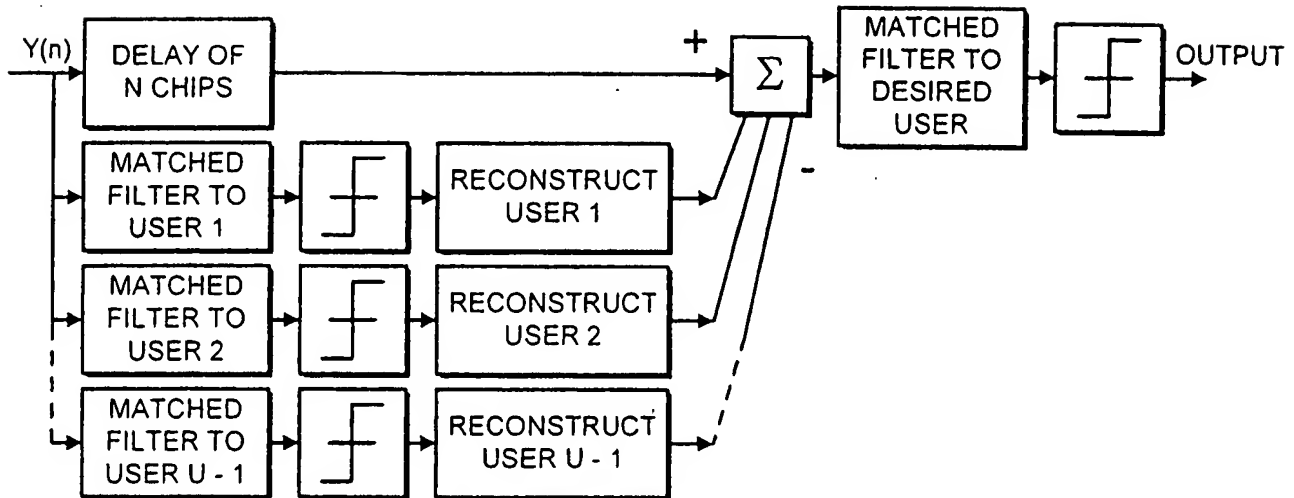 Y(n)
DELAY OF
N CHIPS
+
Σ
MATCHED
FILTER TO
DESIRED
USER
OUTPUT
-
MATCHED
FILTER TO
USER 1
RECONSTRUCT
USER 1
MATCHED
FILTER TO
USER 2
RECONSTRUCT
USER 2
MATCHED
FILTER TO
USER U - 1
RECONSTRUCT
USER U - 1